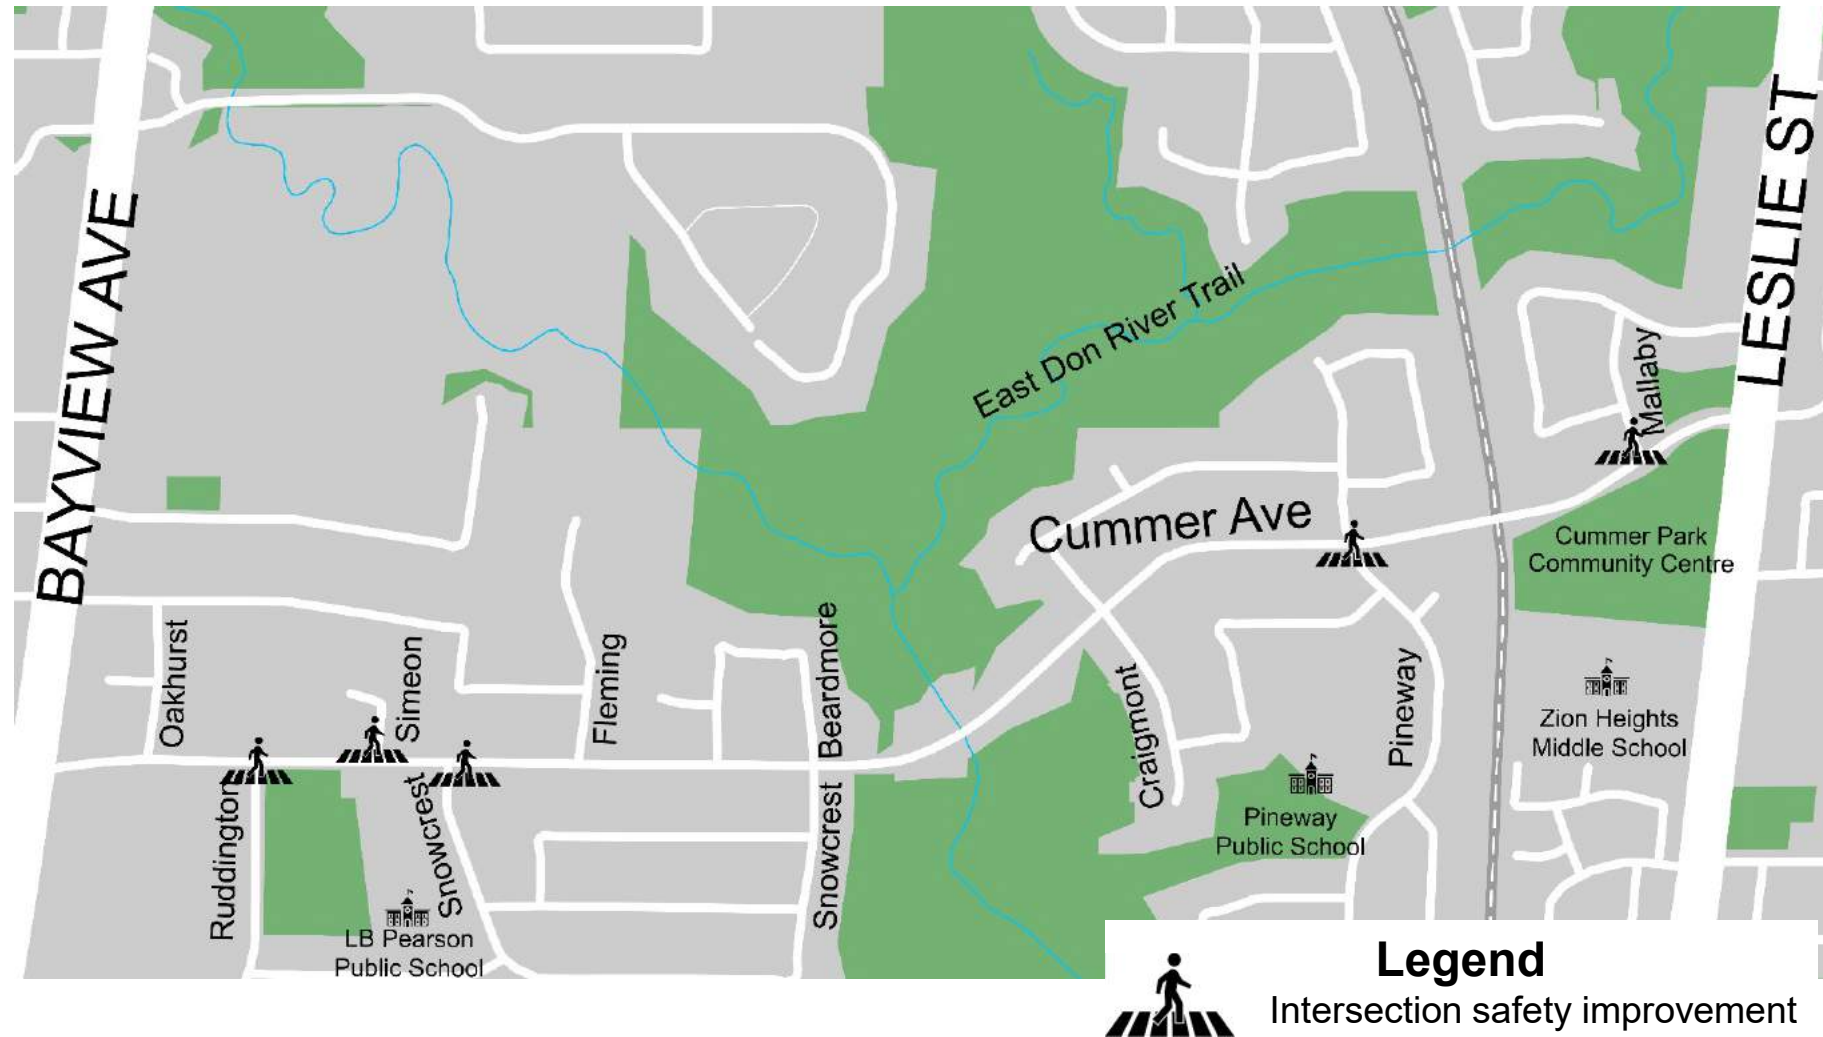 BAYVIEW AVE
LESLIE ST
East Don River Trail
Mallaby
Cummer Ave
Cummer Park
Community Centre
Oakhurst
Simeon
Fleming
Beardmore
Craigmont
Pineway
Zion Heights
Middle School
Ruddington
Snowcrest
Snowcrest
Pineway
Public School
LB Pearson
Public School
Legend
Intersection safety improvement